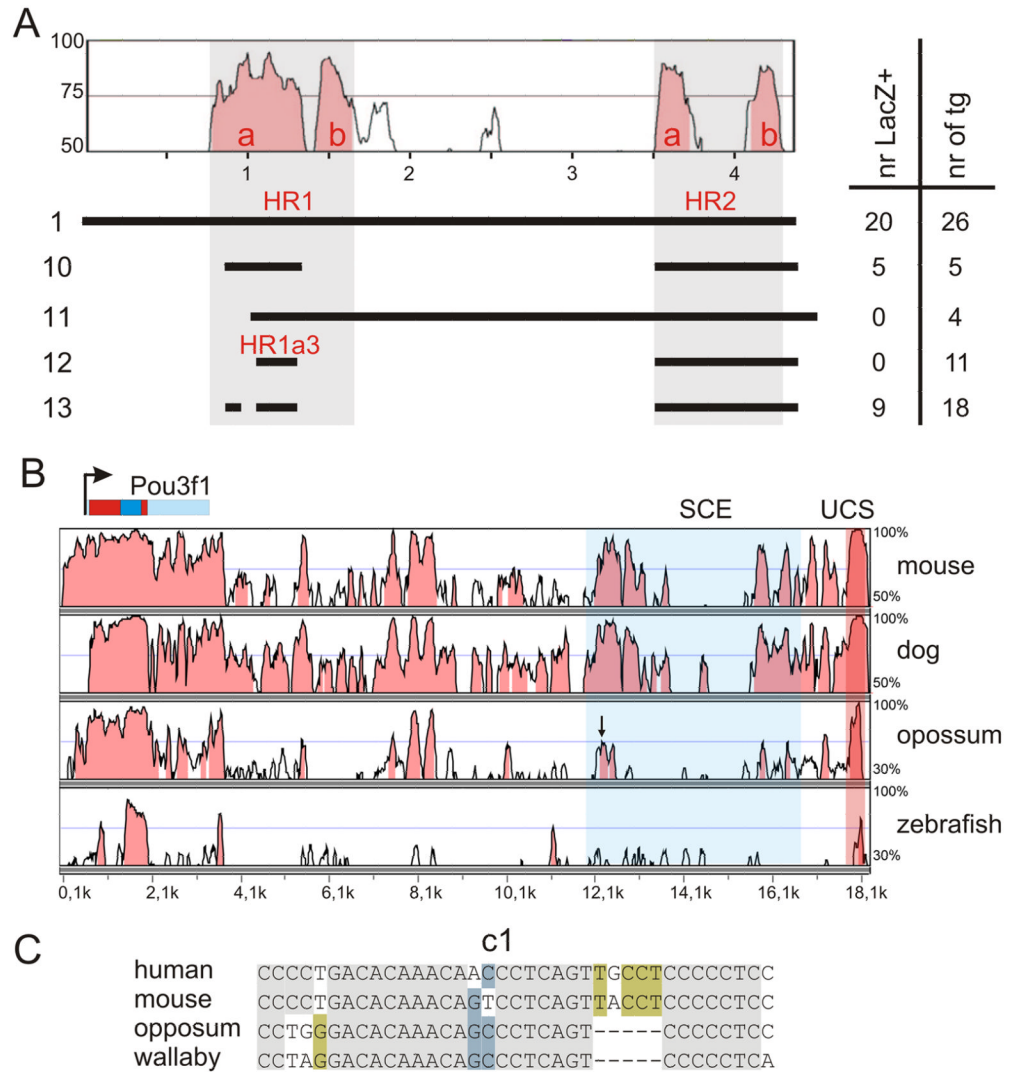 A
100
75
50
a
b
a
b
1
2
3
4
nr LacZ+
nr of tg
HR1
HR2
1
20
26
10
5
5
11
0
4
HR1a3
12
0
11
13
9
18
B
Pou3f1
SCE
UCS
100%
mouse
50%
100%
dog
50%
100%
opossum
30%
100%
zebrafish
30%
0,1k 2,1k 4,1k 6,1k 8,1k 10,1k 12,1k 14,1k 16,1k 18,1k
C
c1
human CCCCTGACACAAACAACCCTCAGTTGCCTCCCCCTCC
mouse CCCCTGACACAAACAGTCCTCAGTTACCTCCCCCTCC
opposum CCTGGGACACAAACAGCCCTCAGT-----CCCCCTCC
wallaby CCTAGGACACAAACAGCCCTCAGT-----CCCCCTCA